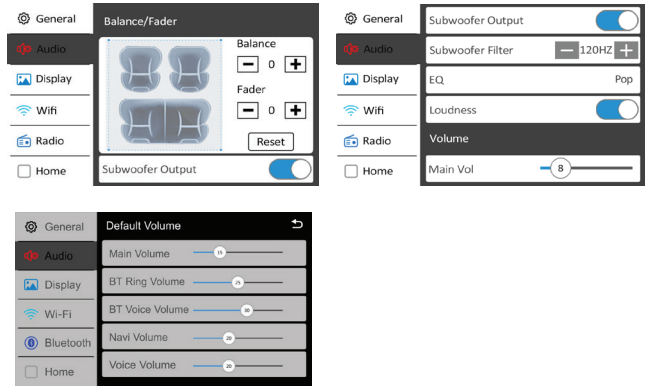 General
Audio
Display
Wifi
Radio
Home
Balance/Fader
Balance
0
Fader
0
Reset
Subwoofer Output
General
Audio
Display
Wifi
Radio
Home
Subwoofer Output
Subwoofer Filter
120HZ
EQ Pop
Loudness
Volume
Main Vol
8
General
Audio
Display
Wi-Fi
Bluetooth
Home
Default Volume
Main Volume 15
BT Ring Volume 25
BT Voice Volume 30
Navi Volume 20
Voice Volume 20